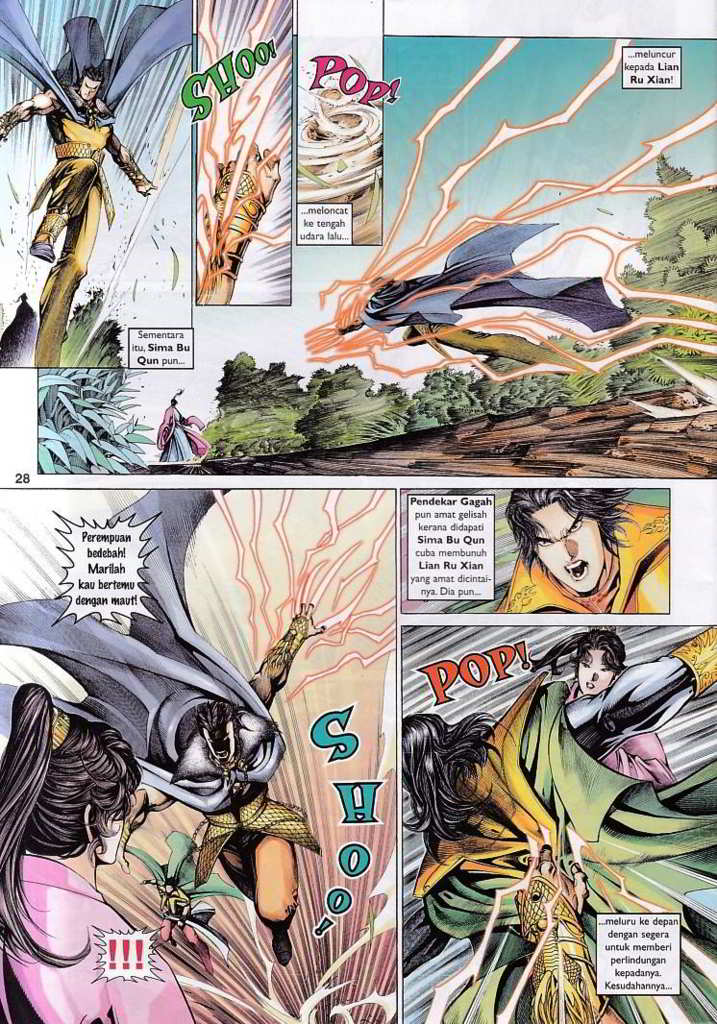 Sementara
itu, Sima Bu
Qun pun...
SHOO!
POP!
...meloncat
ke tengah
udara lalu...
...meluncur
kepada Lian
Ru Xian!
28
Perempuan
bedebah!
Marilah
kau bertemu
dengan maut!
SHOO!
!!!
Pendekar Gagah
pun amat gelisah
kerana didapati
Sima Bu Qun
cuba membunuh
Lian Ru Xian
yang amat dicintai-
nya. Dia pun...
POP!
...meluru ke depan
dengan segera
untuk memberi
perlindungan
kepadanya.
Kesudahannya...